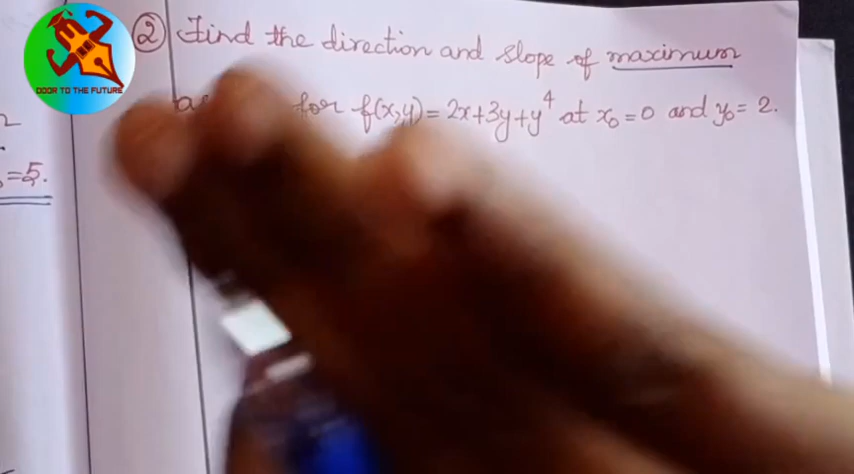 DOOR TO THE FUTURE
② Find the direction and slope of maximum
for f(x,y) = 2x+3y+y⁴ at x₀ = 0 and y₀ = 2.
=5.